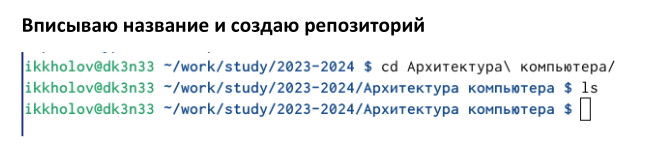 Вписываю название и создаю репозиторий
ikkholov@dk3n33 ~/work/study/2023-2024 $ cd Архитектура\ компьютера/
ikkholov@dk3n33 ~/work/study/2023-2024/Архитектура компьютера $ ls
ikkholov@dk3n33 ~/work/study/2023-2024/Архитектура компьютера $